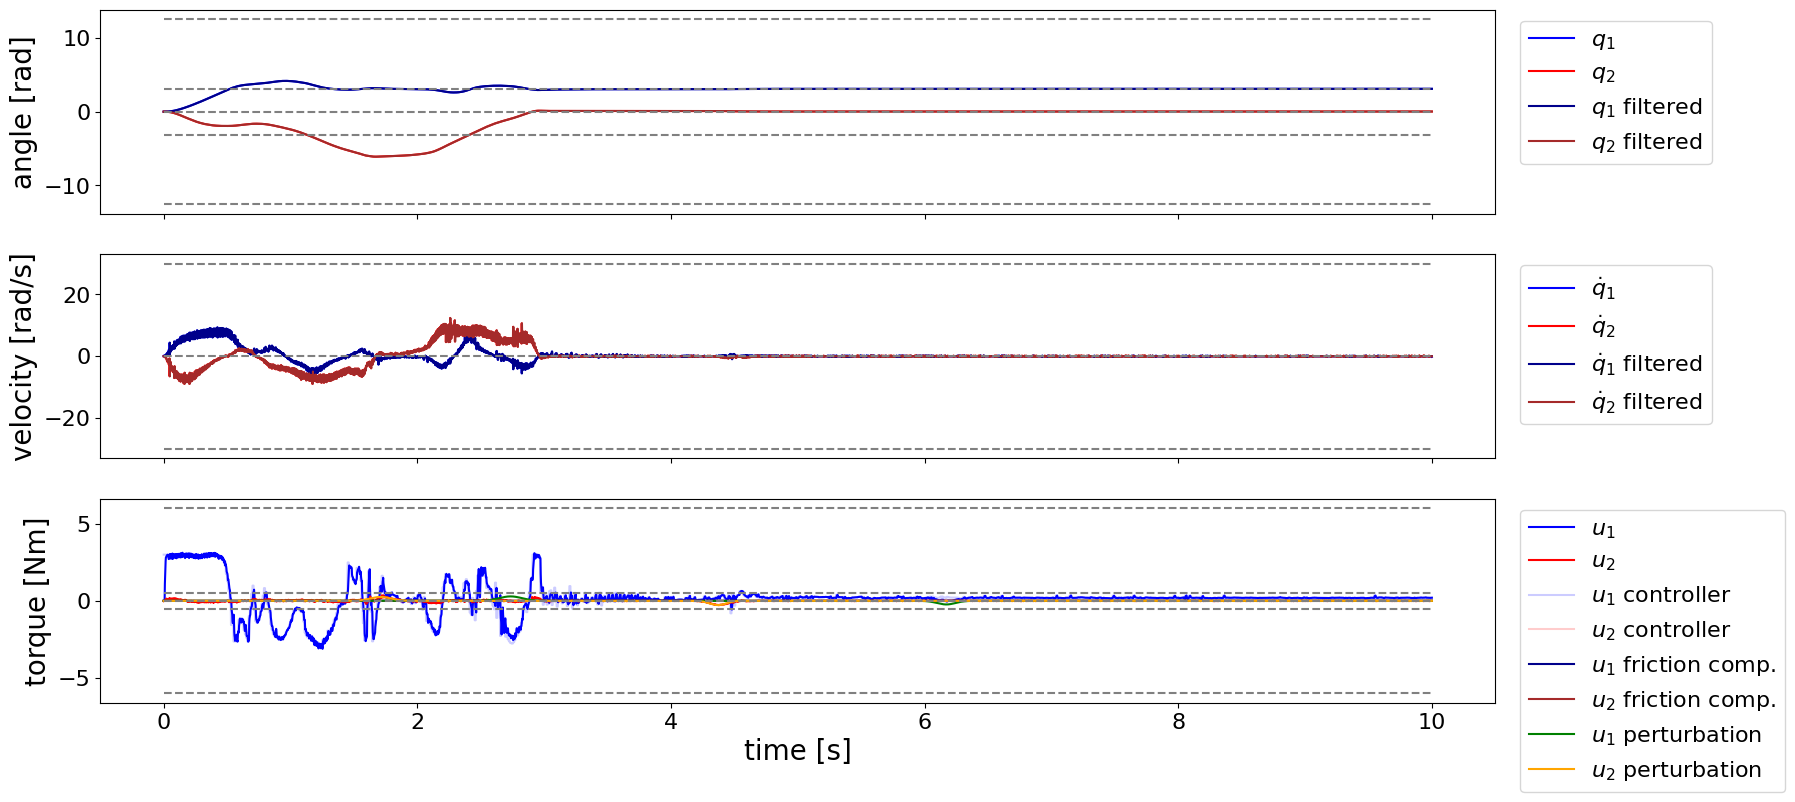 angle [rad]
10
0
−10
q₁
q₂
q₁ filtered
q₂ filtered
velocity [rad/s]
20
0
−20
q̇₁
q̇₂
q̇₁ filtered
q̇₂ filtered
torque [Nm]
5
0
−5
0 2 4 6 8 10
time [s]
u₁
u₂
u₁ controller
u₂ controller
u₁ friction comp.
u₂ friction comp.
u₁ perturbation
u₂ perturbation